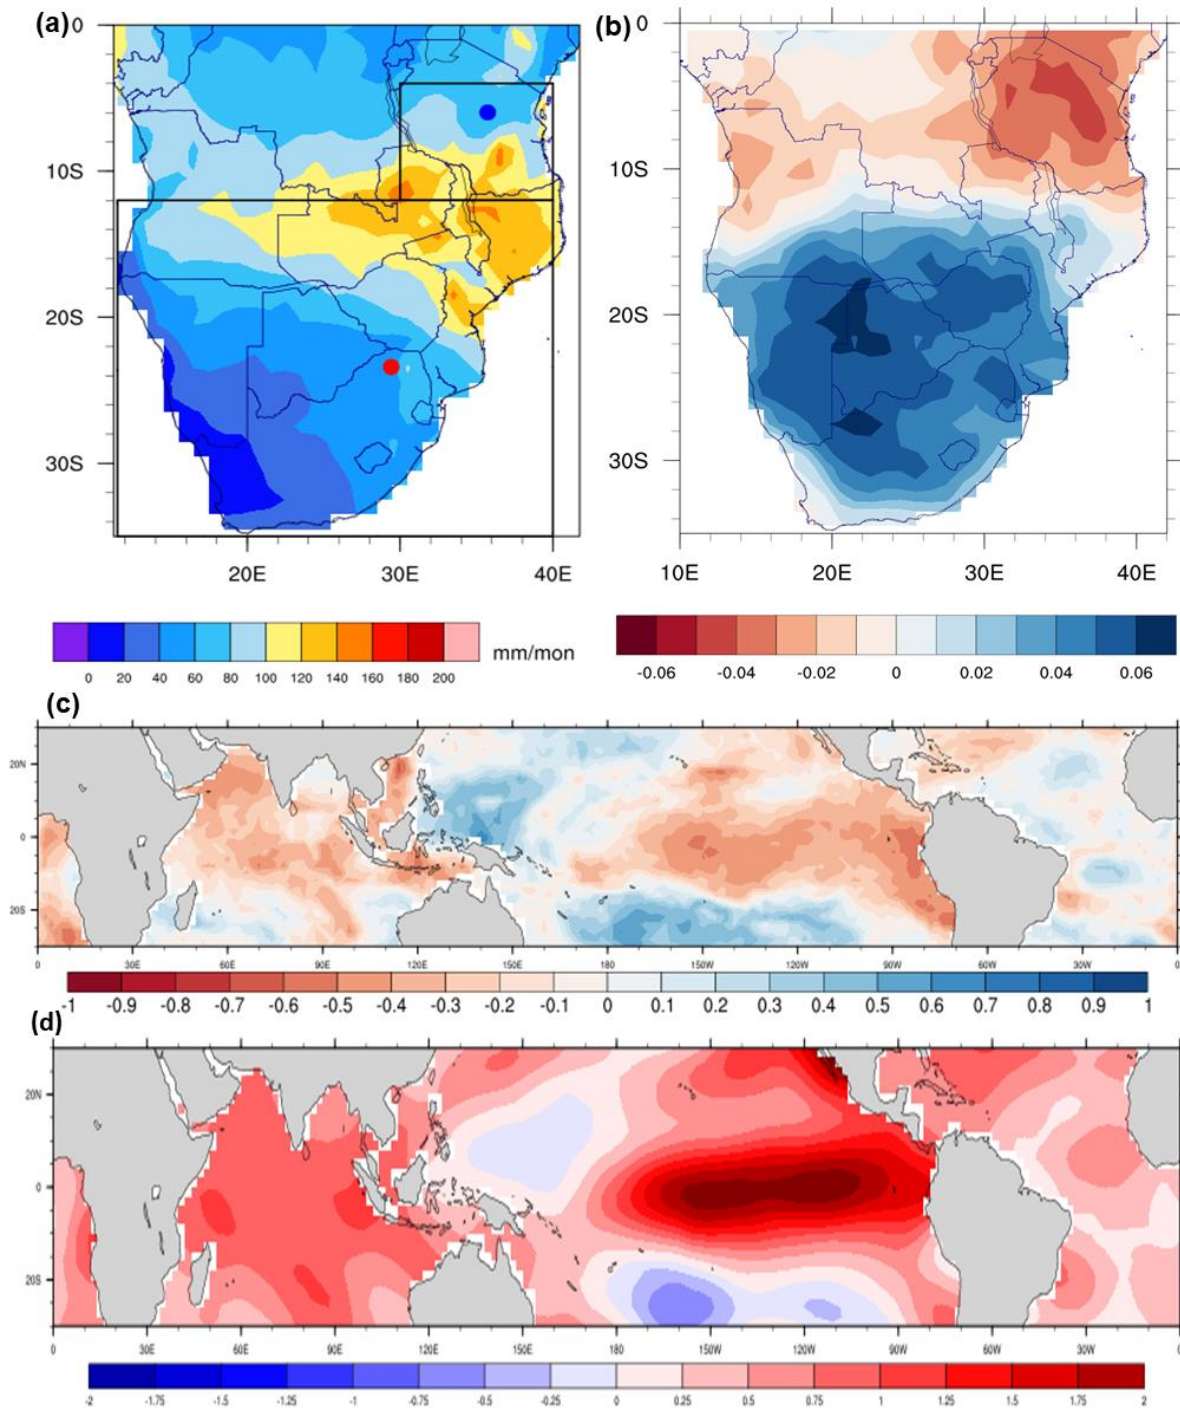 (a) 0
10S
20S
30S
20E 30E 40E
0 20 40 60 80 100 120 140 160 180 200
mm/mon
(b) 0
10S
20S
30S
10E 20E 30E 40E
-0.06 -0.04 -0.02 0 0.02 0.04 0.06
(c)
20N
0
20S
0 30E 60E 90E 120E 150E 180 150W 120W 90W 60W 30W 0
-1 -0.9 -0.8 -0.7 -0.6 -0.5 -0.4 -0.3 -0.2 -0.1 0 0.1 0.2 0.3 0.4 0.5 0.6 0.7 0.8 0.9 1
(d)
20N
0
20S
0 30E 60E 90E 120E 150E 180 150W 120W 90W 60W 30W 0
-2 -1.75 -1.5 -1.25 -1 -0.75 -0.5 -0.25 0 0.25 0.5 0.75 1 1.25 1.5 1.75 2